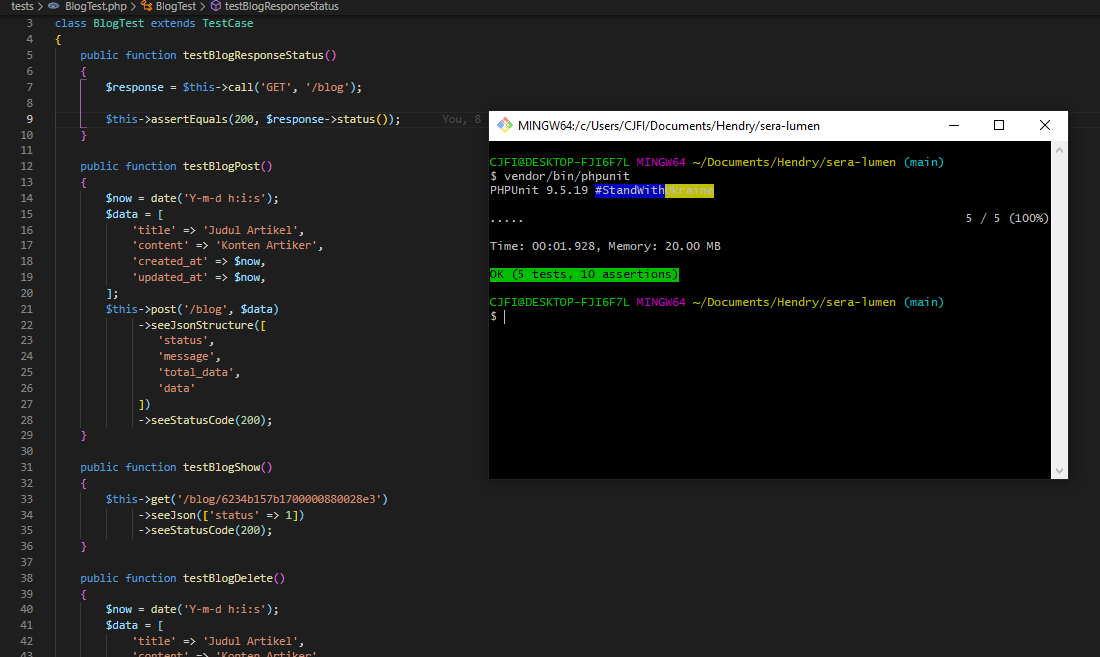 tests > BlogTest.php > BlogTest > testBlogResponseStatus
3 class BlogTest extends TestCase
4 {
5 public function testBlogResponseStatus()
6 {
7 $response = $this->call('GET', '/blog');
8
9 $this->assertEquals(200, $response->status()); You, 8
10 }
11
12 public function testBlogPost()
13 {
14 $now = date('Y-m-d h:i:s');
15 $data = [
16 'title' => 'Judul Artikel',
17 'content' => 'Konten Artiker',
18 'created_at' => $now,
19 'updated_at' => $now,
20 ];
21 $this->post('/blog', $data)
22 ->seeJsonStructure([
23 'status',
24 'message',
25 'total_data',
26 'data'
27 ])
28 ->seeStatusCode(200);
29 }
30
31 public function testBlogShow()
32 {
33 $this->get('/blog/6234b157b1700000880028e3')
34 ->seeJson(['status' => 1])
35 ->seeStatusCode(200);
36 }
37
38 public function testBlogDelete()
39 {
40 $now = date('Y-m-d h:i:s');
41 $data = [
42 'title' => 'Judul Artikel',
43 'content' => 'Konten Artiker'
MINGW64:/c/Users/CJFI/Documents/Hendry/sera-lumen
CJFI@DESKTOP-FJI6F7L MINGW64 ~/Documents/Hendry/sera-lumen (main)
$ vendor/bin/phpunit
PHPUnit 9.5.19 #StandWithUkraine
..... 5 / 5 (100%)
Time: 00:01.928, Memory: 20.00 MB
OK (5 tests, 10 assertions)
CJFI@DESKTOP-FJI6F7L MINGW64 ~/Documents/Hendry/sera-lumen (main)
$